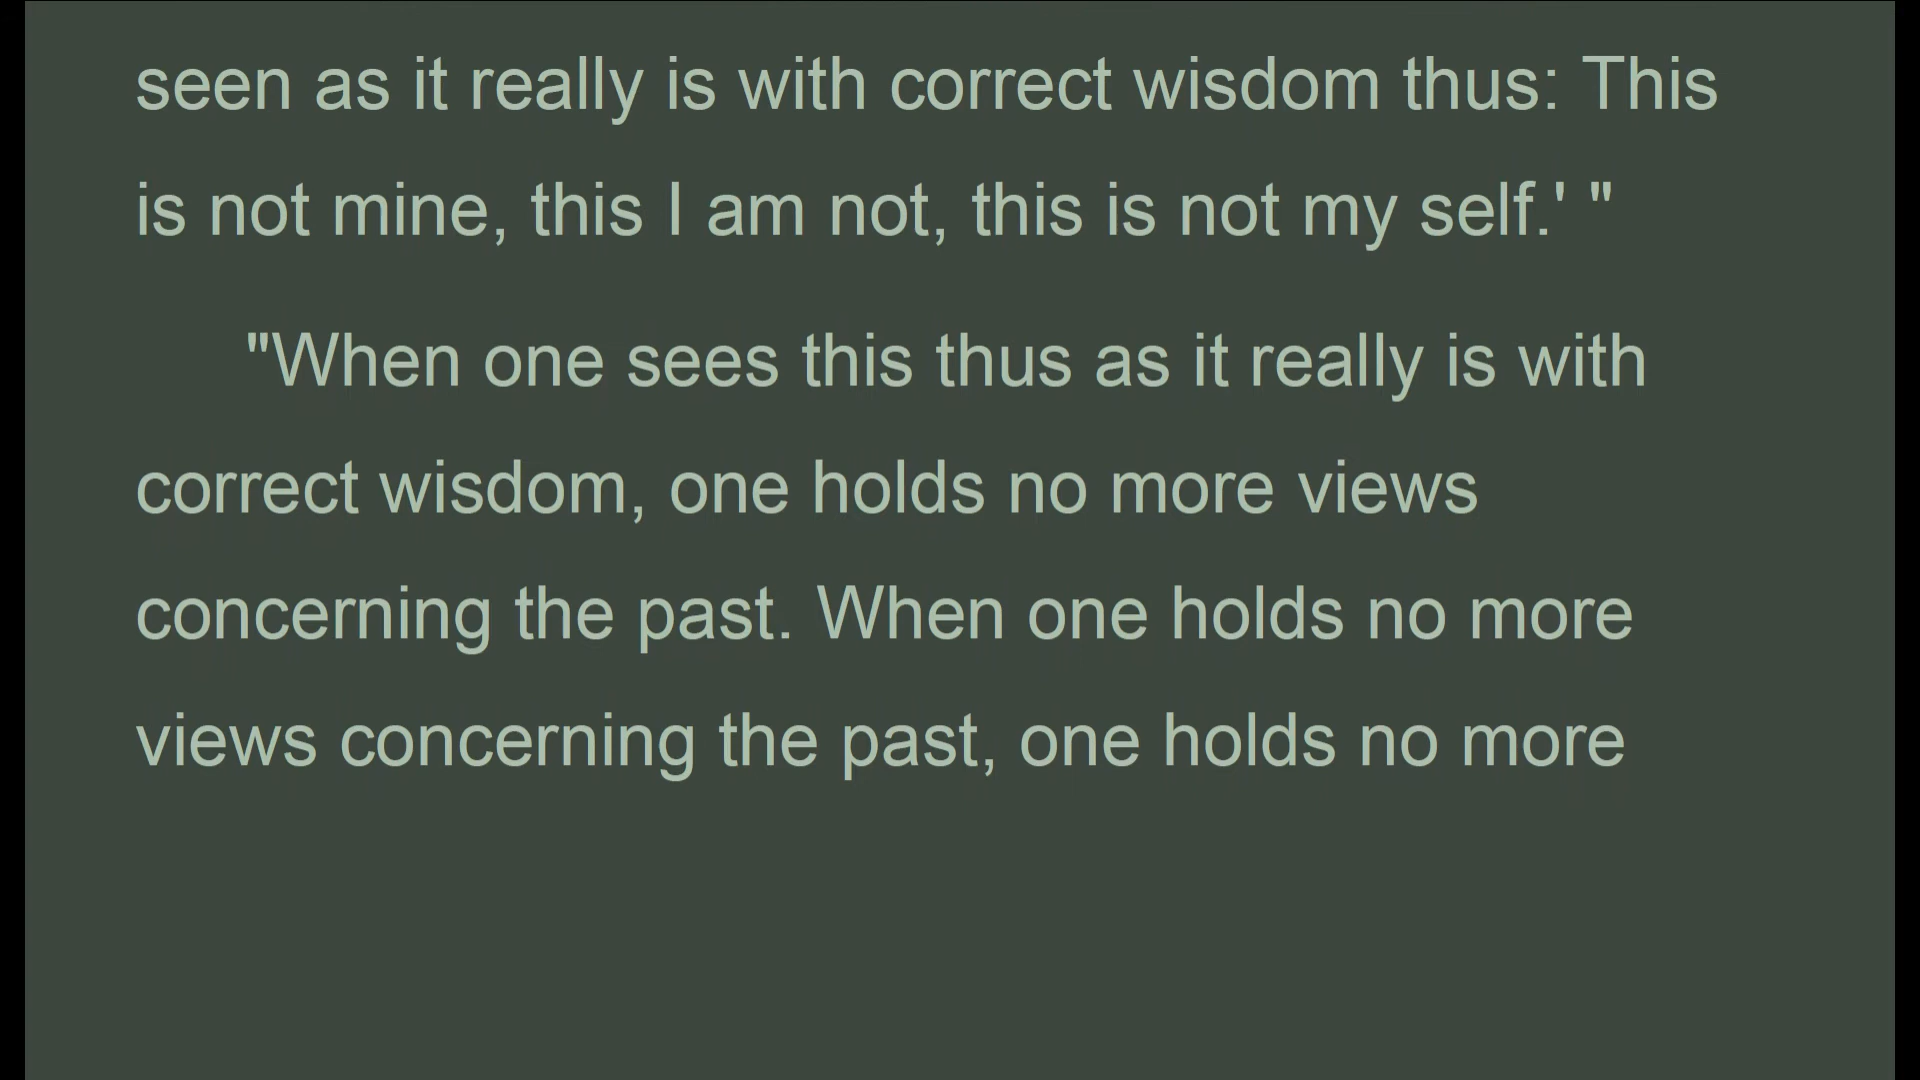 seen as it really is with correct wisdom thus: This
is not mine, this I am not, this is not my self.' "
"When one sees this thus as it really is with
correct wisdom, one holds no more views
concerning the past. When one holds no more
views concerning the past, one holds no more